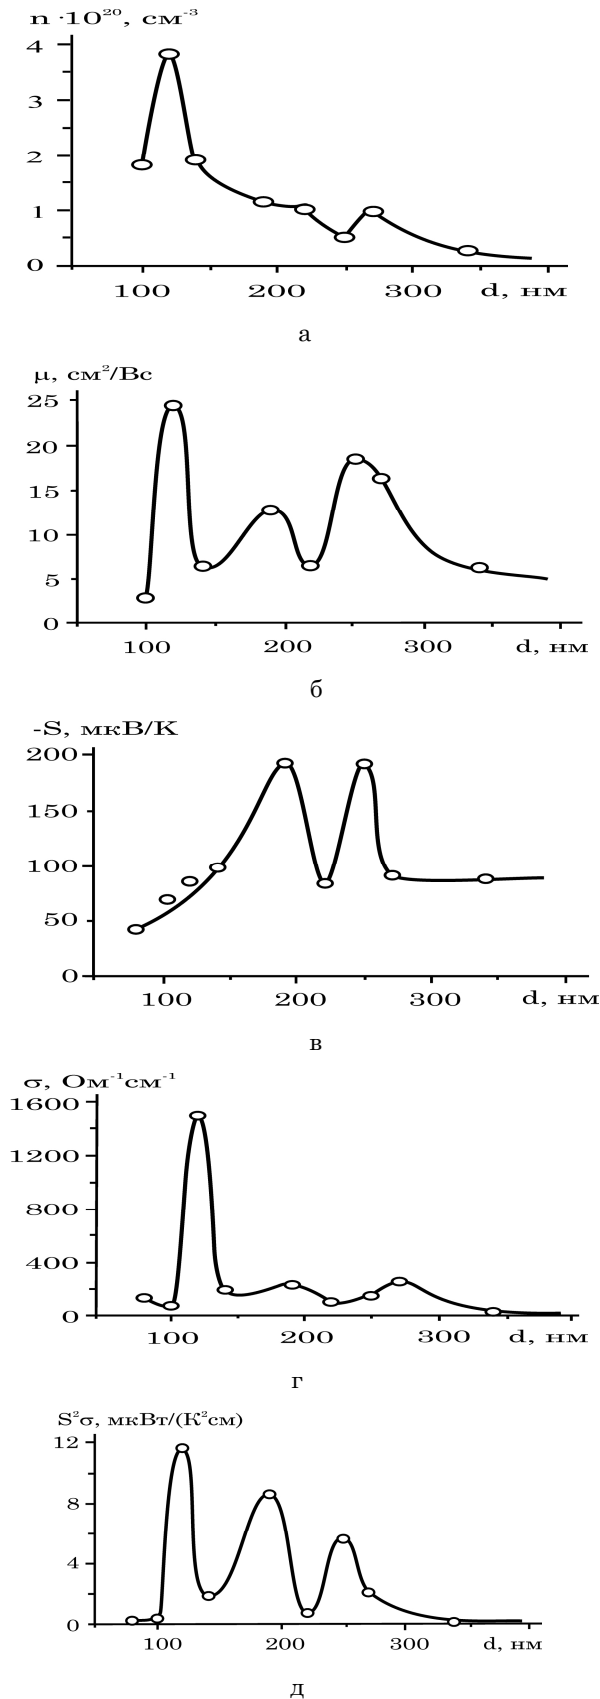 n ·10²⁰, см⁻³
4
3
2
1
0
100 200 300 d, нм
а
μ, см²/Вс
25
20
15
10
5
0
100 200 300 d, нм
б
-S, мкВ/К
200
150
100
50
0
100 200 300 d, нм
в
σ, Ом⁻¹см⁻¹
1600
1200
800
400
0
100 200 300 d, нм
г
S²σ, мкВт/(К²см)
12
8
4
0
100 200 300 d, нм
д